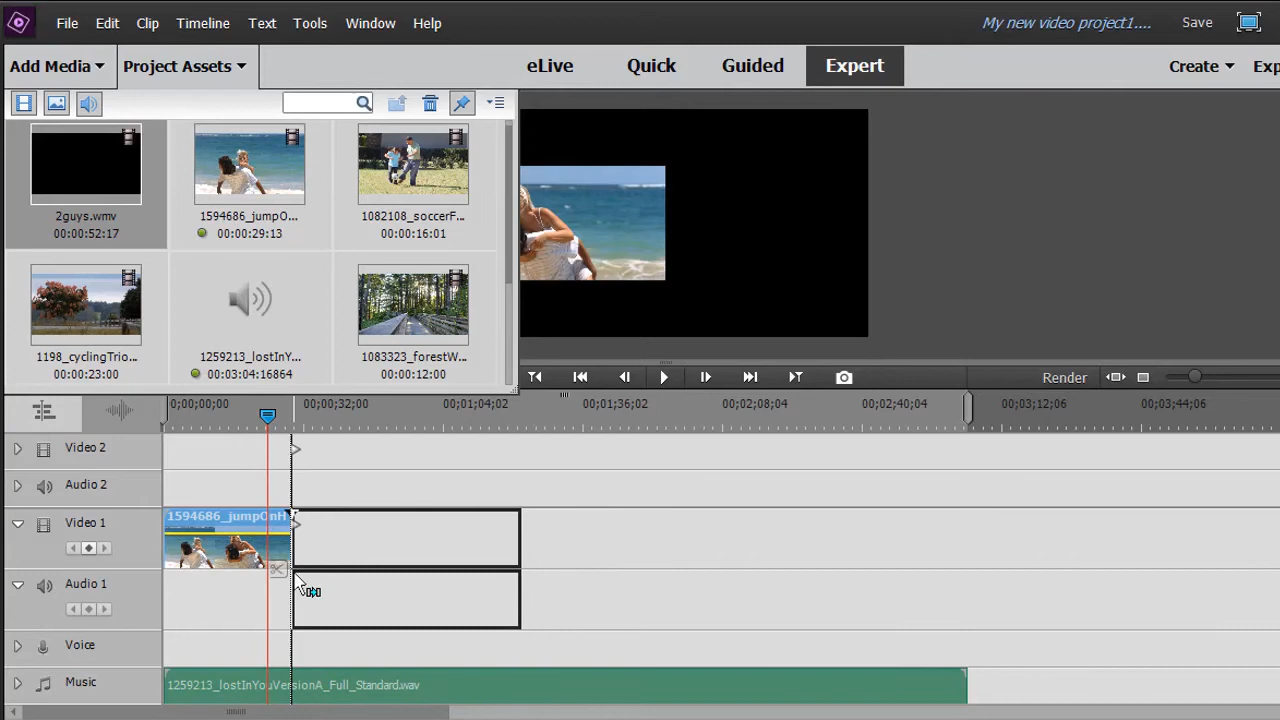 File Edit Clip Timeline Text Tools Window Help My new video project1.... Save
Add Media Project Assets eLive Quick Guided Expert Create Exp
2guys.wmv 1594686_jumpO... 1082108_soccerF...
00:00:52:17 00:00:29:13 00:00:16:01
1198_cyclingTrio... 1259213_lostInY... 1083323_forestW...
00:00:23:00 00:03:04:16864 00:00:12:00
Render
0;00;00;00 00;00;32;00 00;01;04;02 00;01;36;02 00;02;08;04 00;02;40;04 00;03;12;06 00;03;44;06
Video 2
Audio 2
Video 1 1594686_jumpOnH
Audio 1
Voice
Music 1259213_lostInYouVersionA_Full_Standard.wav